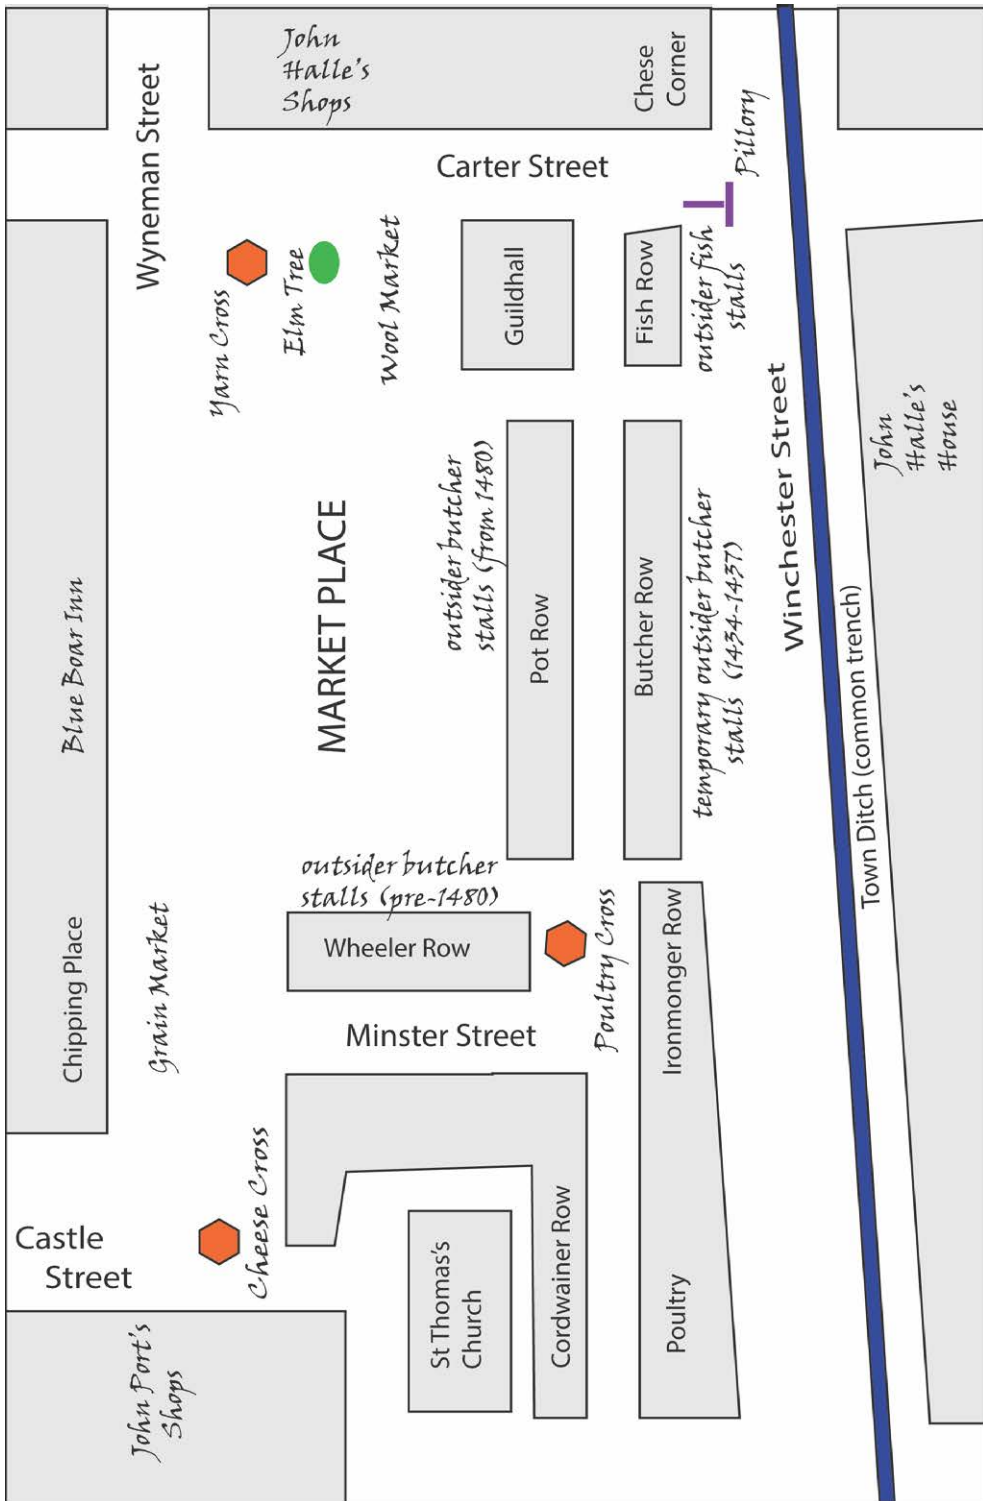 John
Halle's
Shops
Chese
Corner
Wyneman Street
Carter Street
Pillory
Yarn Cross
Elm Tree
Wool Market
Guildhall
Fish Row
outsider fish
stalls
John
Halle's
House
Winchester Street
Blue Boar Inn
MARKET PLACE
outsider butcher
stalls (from 1480)
Pot Row
Butcher Row
temporary outsider butcher
stalls (1434-1437)
Town Ditch (common trench)
Chipping Place
Grain Market
outsider butcher
stalls (pre-1480)
Wheeler Row
Poultry Cross
Ironmonger Row
Minster Street
Castle
Street
Cheese Cross
St Thomas's
Church
Cordwainer Row
Poultry
John Port's
Shops